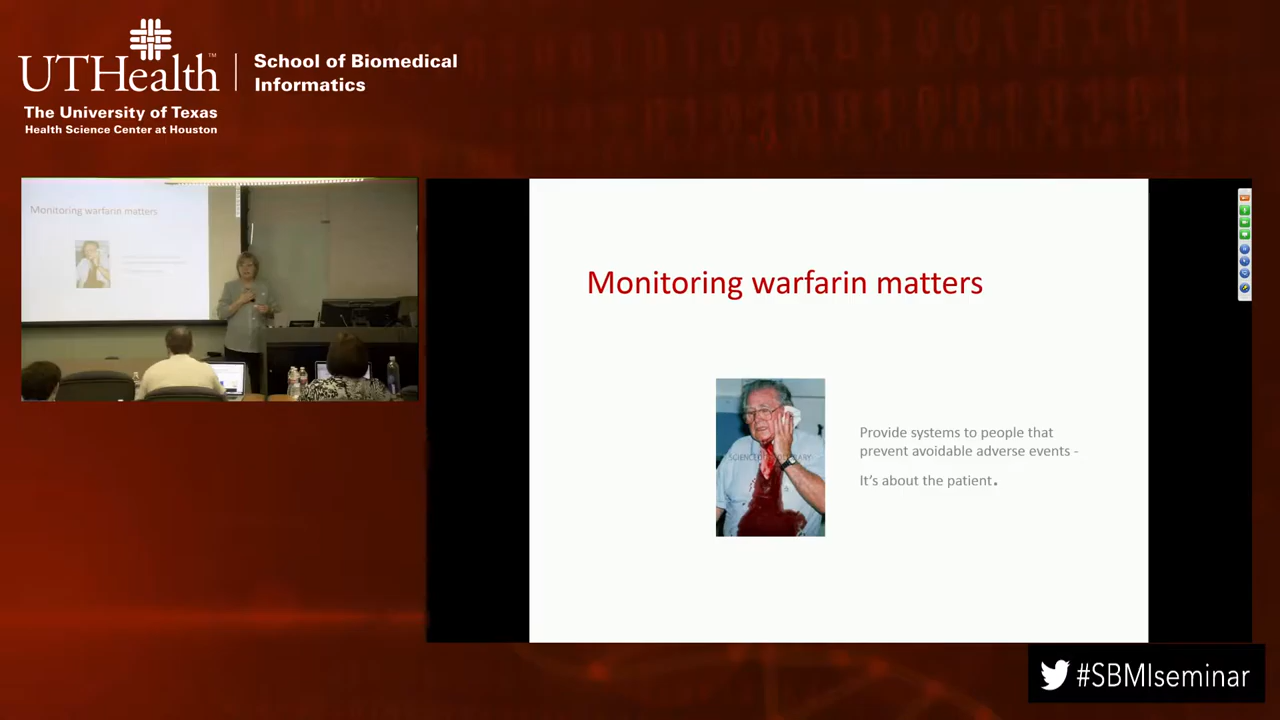 UTHealth™
The University of Texas
Health Science Center at Houston
School of Biomedical
Informatics
Monitoring warfarin matters
Monitoring warfarin matters
Provide systems to people that
prevent avoidable adverse events -
It's about the patient.
#SBMIseminar